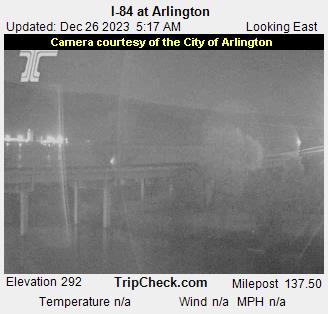 I-84 at Arlington
Updated: Dec 26 2023 5:17 AM Looking East
Camera courtesy of the City of Arlington
Elevation 292 TripCheck.com Milepost 137.50
Temperature n/a Wind n/a MPH n/a